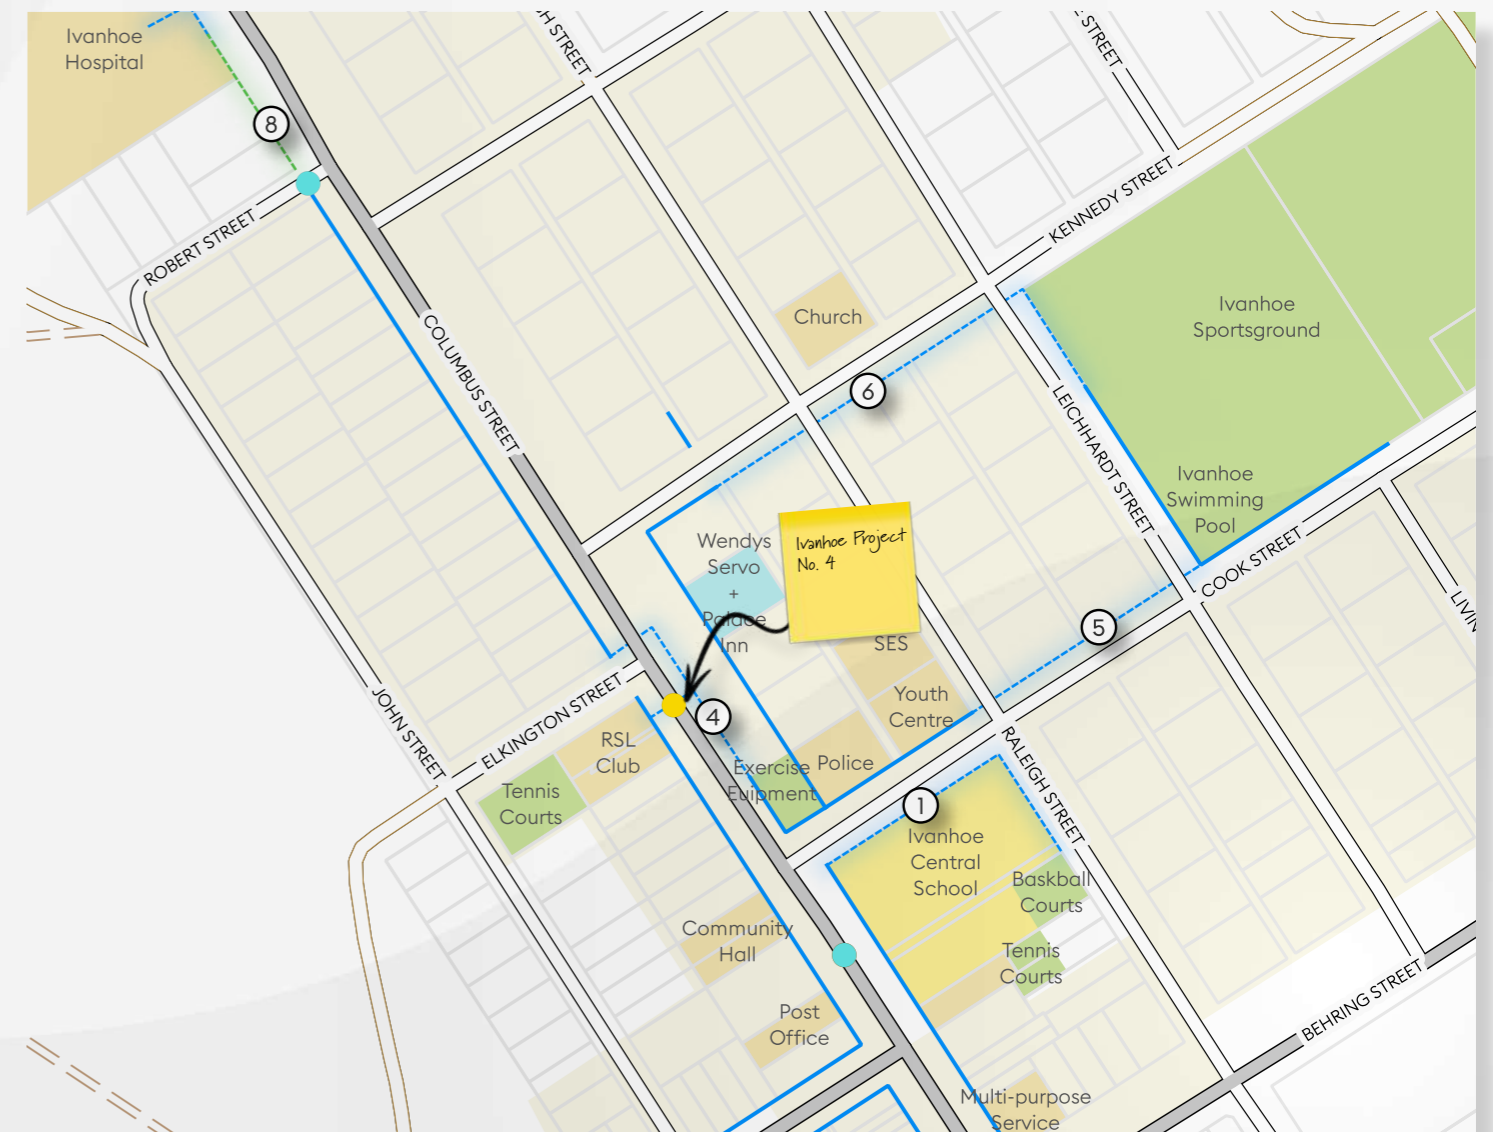 Ivanhoe
Hospital
8
STREET
ROBERT STREET
COLUMBUS STREET
KENNEDY STREET
Church
6
Ivanhoe
Sportsground
LEICHHARDT STREET
Ivanhoe
Swimming
Pool
COOK STREET
Wendys
Servo
+
Palace
Inn
Ivanhoe Project
No. 4
SES
Youth
Centre
5
4
JOHN STREET
ELKINGTON STREET
RSL
Club
Tennis
Courts
Exercise
Euipment
Police
RALEIGH STREET
1
Ivanhoe
Central
School
Baskball
Courts
Tennis
Courts
Community
Hall
Post
Office
BEHRING STREET
Multi-purpose
Service